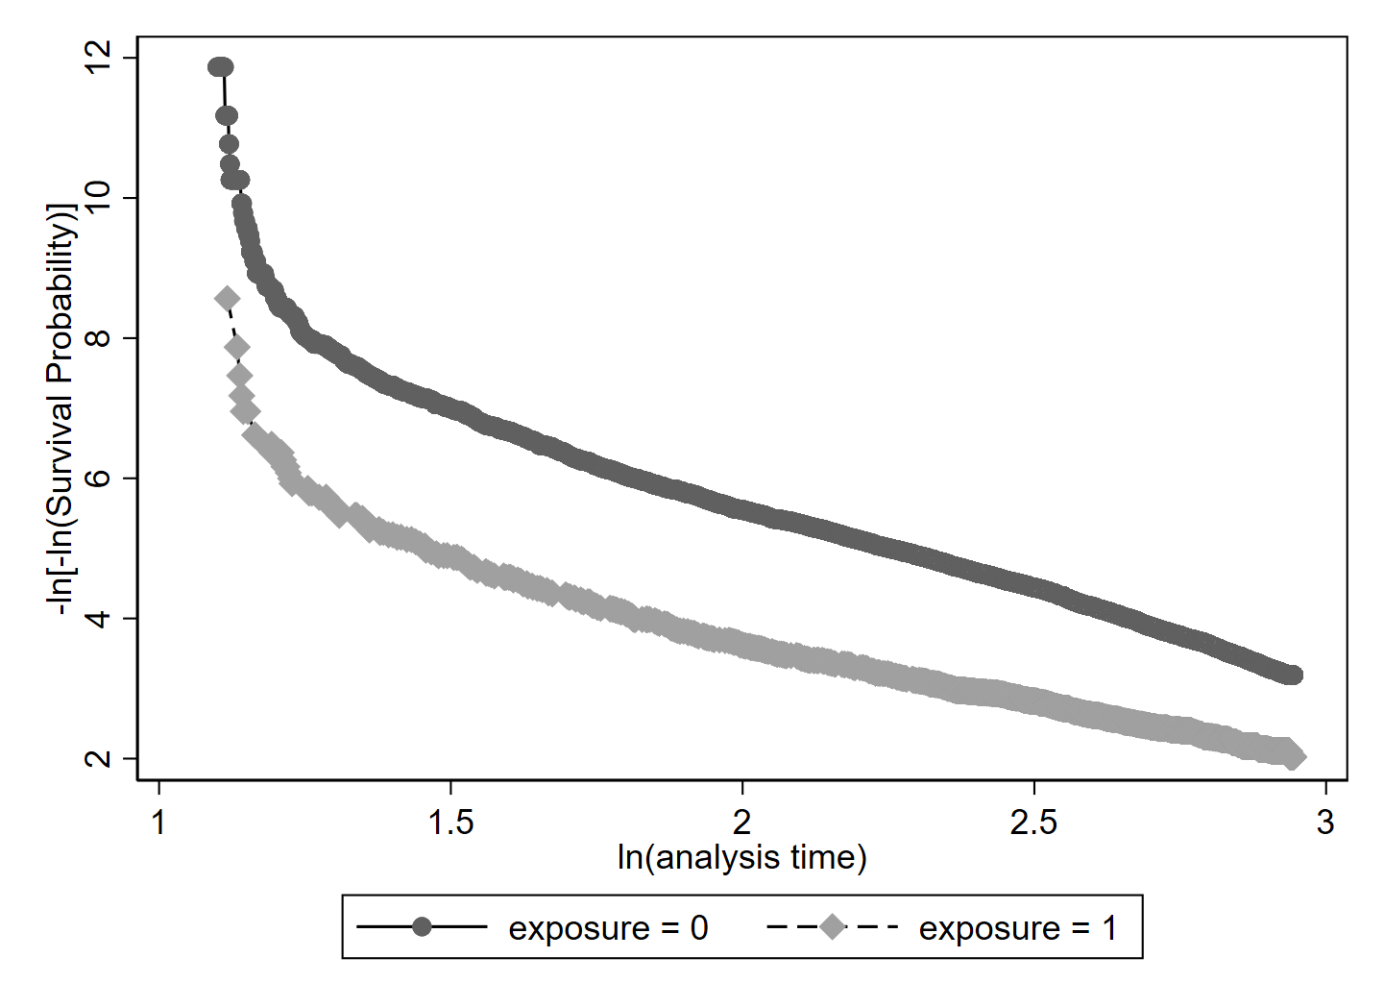 12
10
8
6
4
2
-ln[-ln(Survival Probability)]
1 1.5 2 2.5 3
ln(analysis time)
exposure = 0 exposure = 1